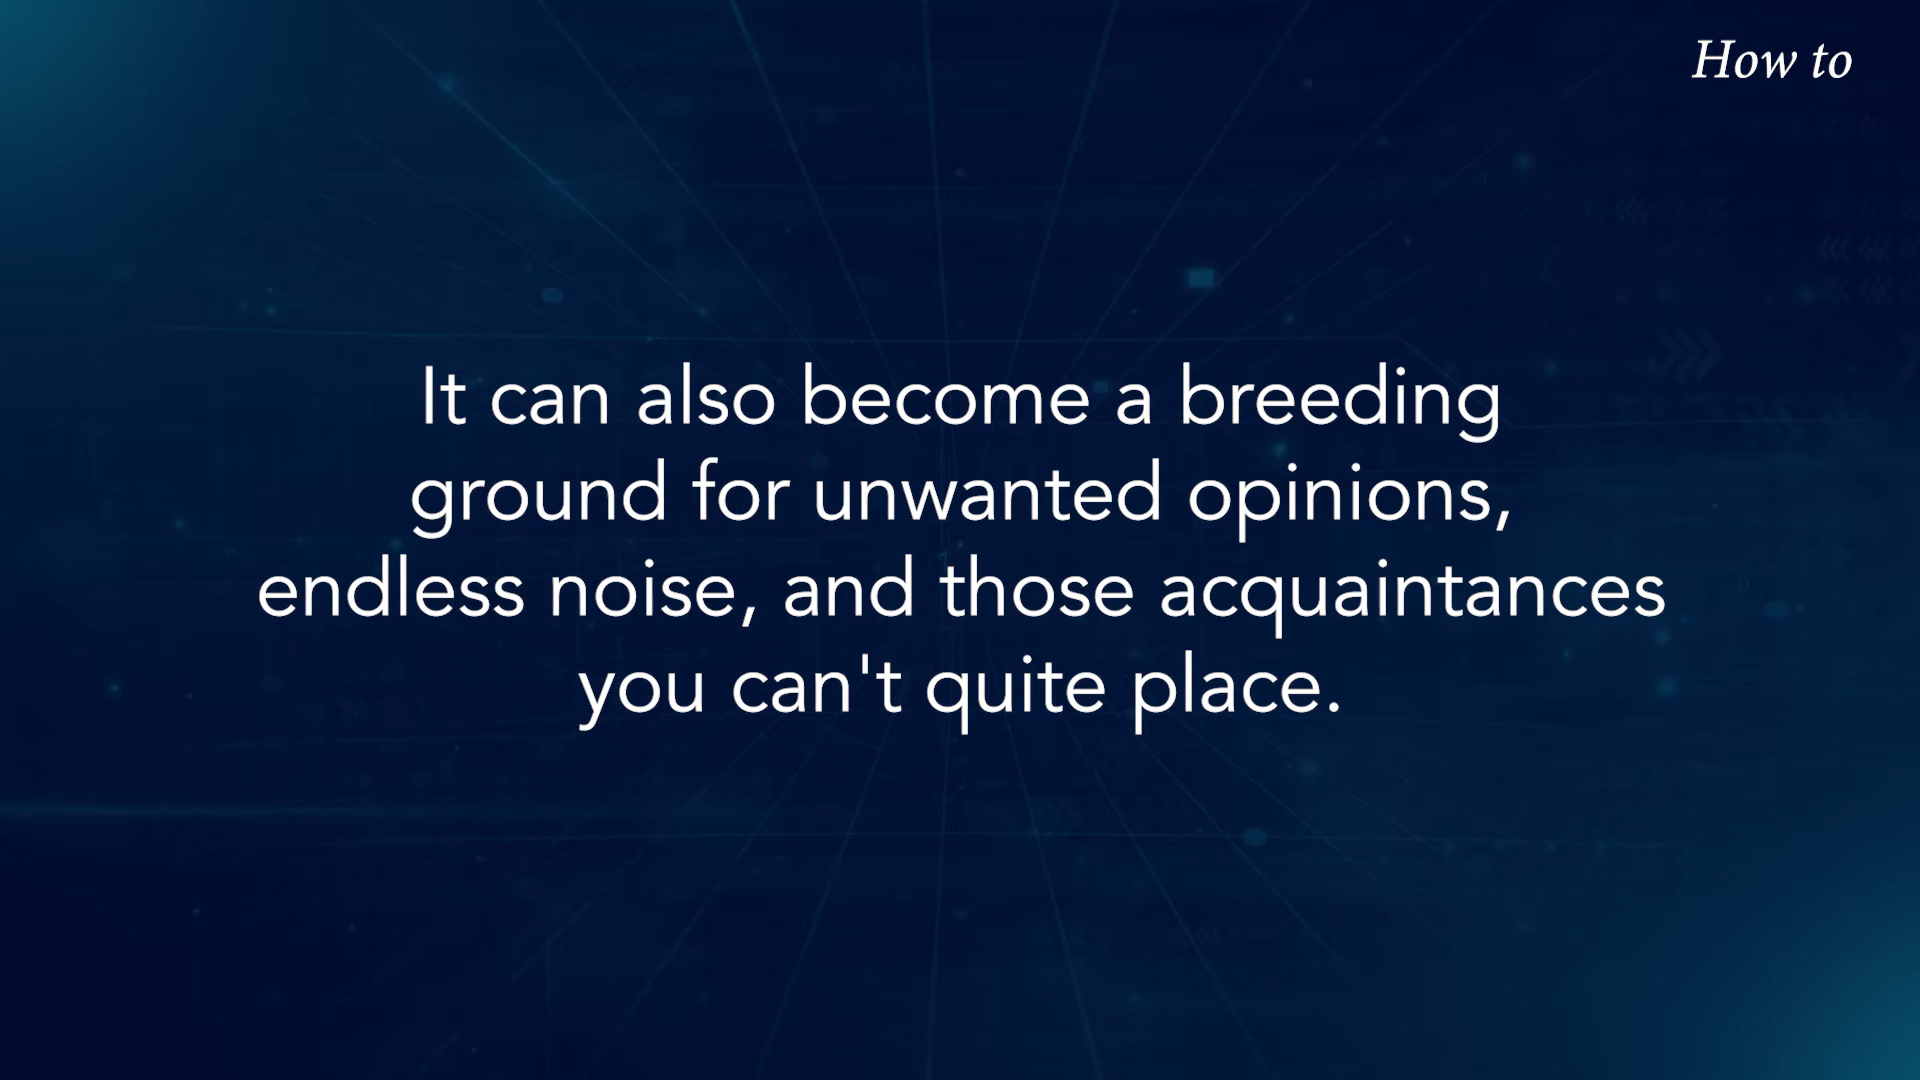 How to
It can also become a breeding
ground for unwanted opinions,
endless noise, and those acquaintances
you can't quite place.